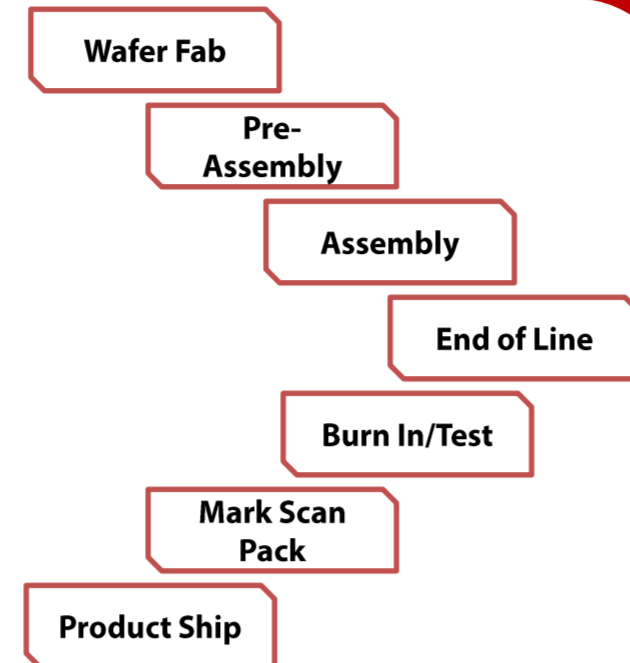 Wafer Fab
Pre-
Assembly
Assembly
End of Line
Burn In/Test
Mark Scan
Pack
Product Ship